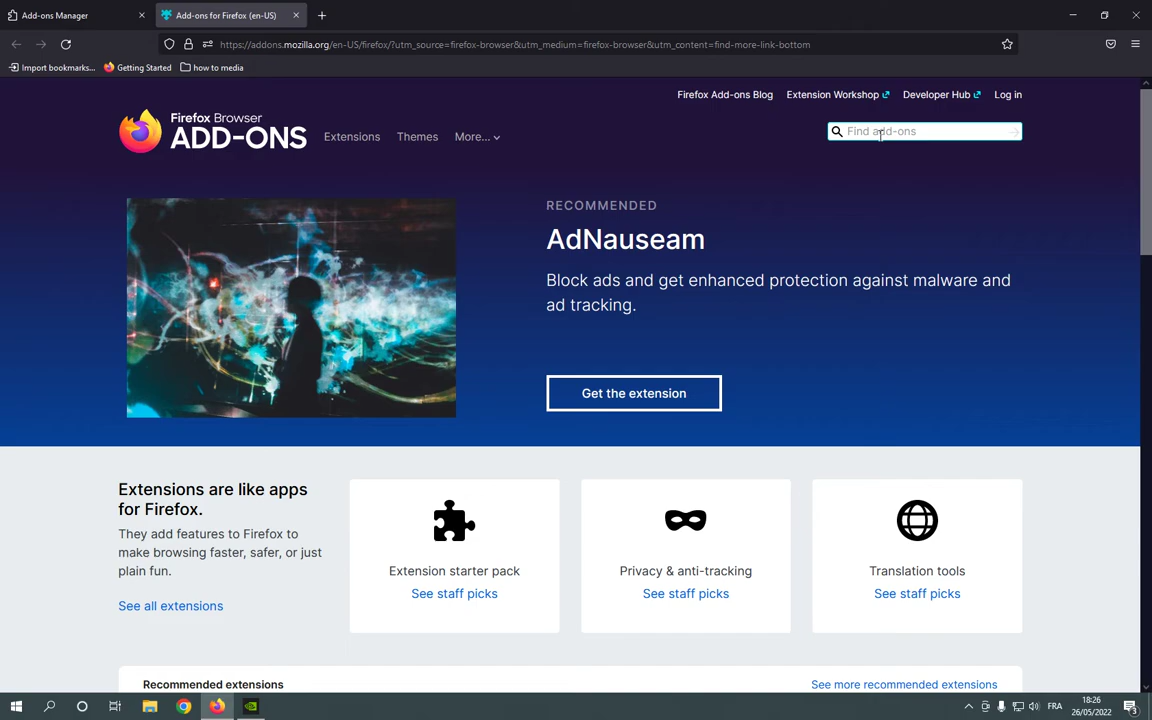 Add-ons Manager
Add-ons for Firefox (en-US)
https://addons.mozilla.org/en-US/firefox/?utm_source=firefox-browser&utm_medium=firefox-browser&utm_content=find-more-link-bottom
Import bookmarks...
Getting Started
how to media
Firefox Add-ons Blog
Extension Workshop
Developer Hub
Log in
Firefox Browser
ADD-ONS
Extensions
Themes
More...
Find add-ons
RECOMMENDED
AdNauseam
Block ads and get enhanced protection against malware and
ad tracking.
Get the extension
Extensions are like apps
for Firefox.
They add features to Firefox to
make browsing faster, safer, or just
plain fun.
See all extensions
Extension starter pack
See staff picks
Privacy & anti-tracking
See staff picks
Translation tools
See staff picks
Recommended extensions
See more recommended extensions
FRA
18:26
26/05/2022
3